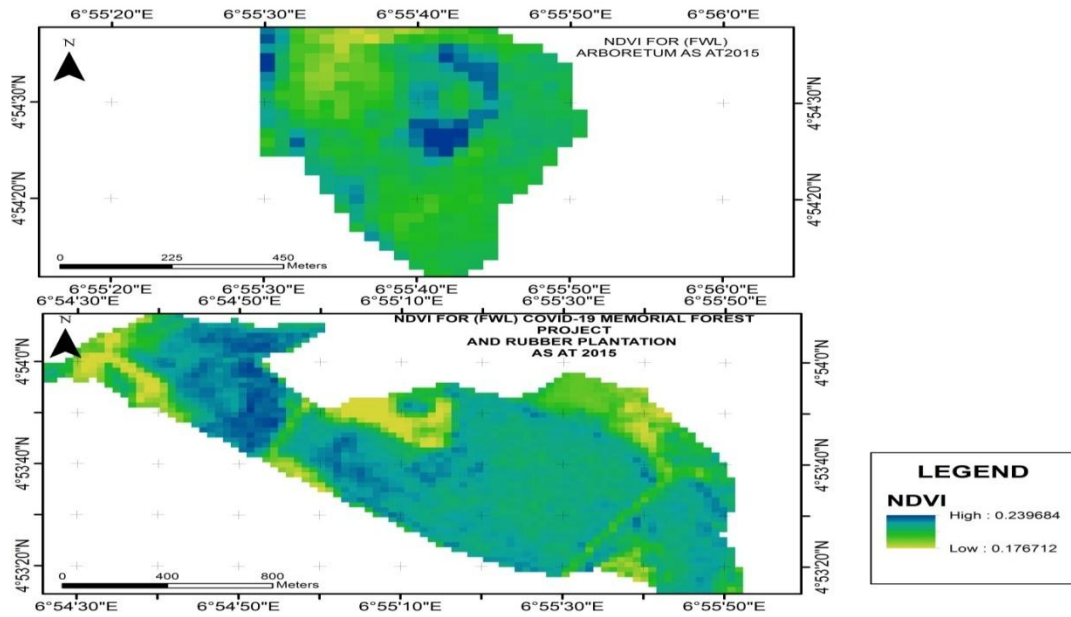 6°55'20"E 6°55'30"E 6°55'40"E 6°55'50"E 6°56'0"E
N
NDVI FOR (FWL)
ARBORETUM AS AT2015
4°54'30"N 4°54'30"N
4°54'20"N 4°54'20"N
0 225 450
Meters
6°55'20"E 6°55'30"E 6°55'40"E 6°55'50"E 6°56'0"E
6°54'30"E 6°54'50"E 6°55'10"E 6°55'30"E 6°55'50"E
N
NDVI FOR (FWL) COVID-19 MEMORIAL FOREST
PROJECT
AND RUBBER PLANTATION
AS AT 2015
4°54'0"N 4°54'0"N
4°53'40"N 4°53'40"N
4°53'20"N 4°53'20"N
0 400 800
Meters
6°54'30"E 6°54'50"E 6°55'10"E 6°55'30"E 6°55'50"E
LEGEND
NDVI
High : 0.239684
Low : 0.176712